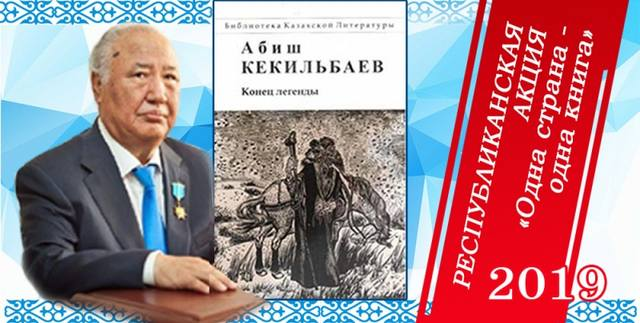 Библиотека Казахской Литературы
Абиш
КЕКИЛЬБАЕВ
Конец легенды
РЕСПУБЛИКАНСКАЯ
АКЦИЯ
«Одна страна -
одна книга»
2019